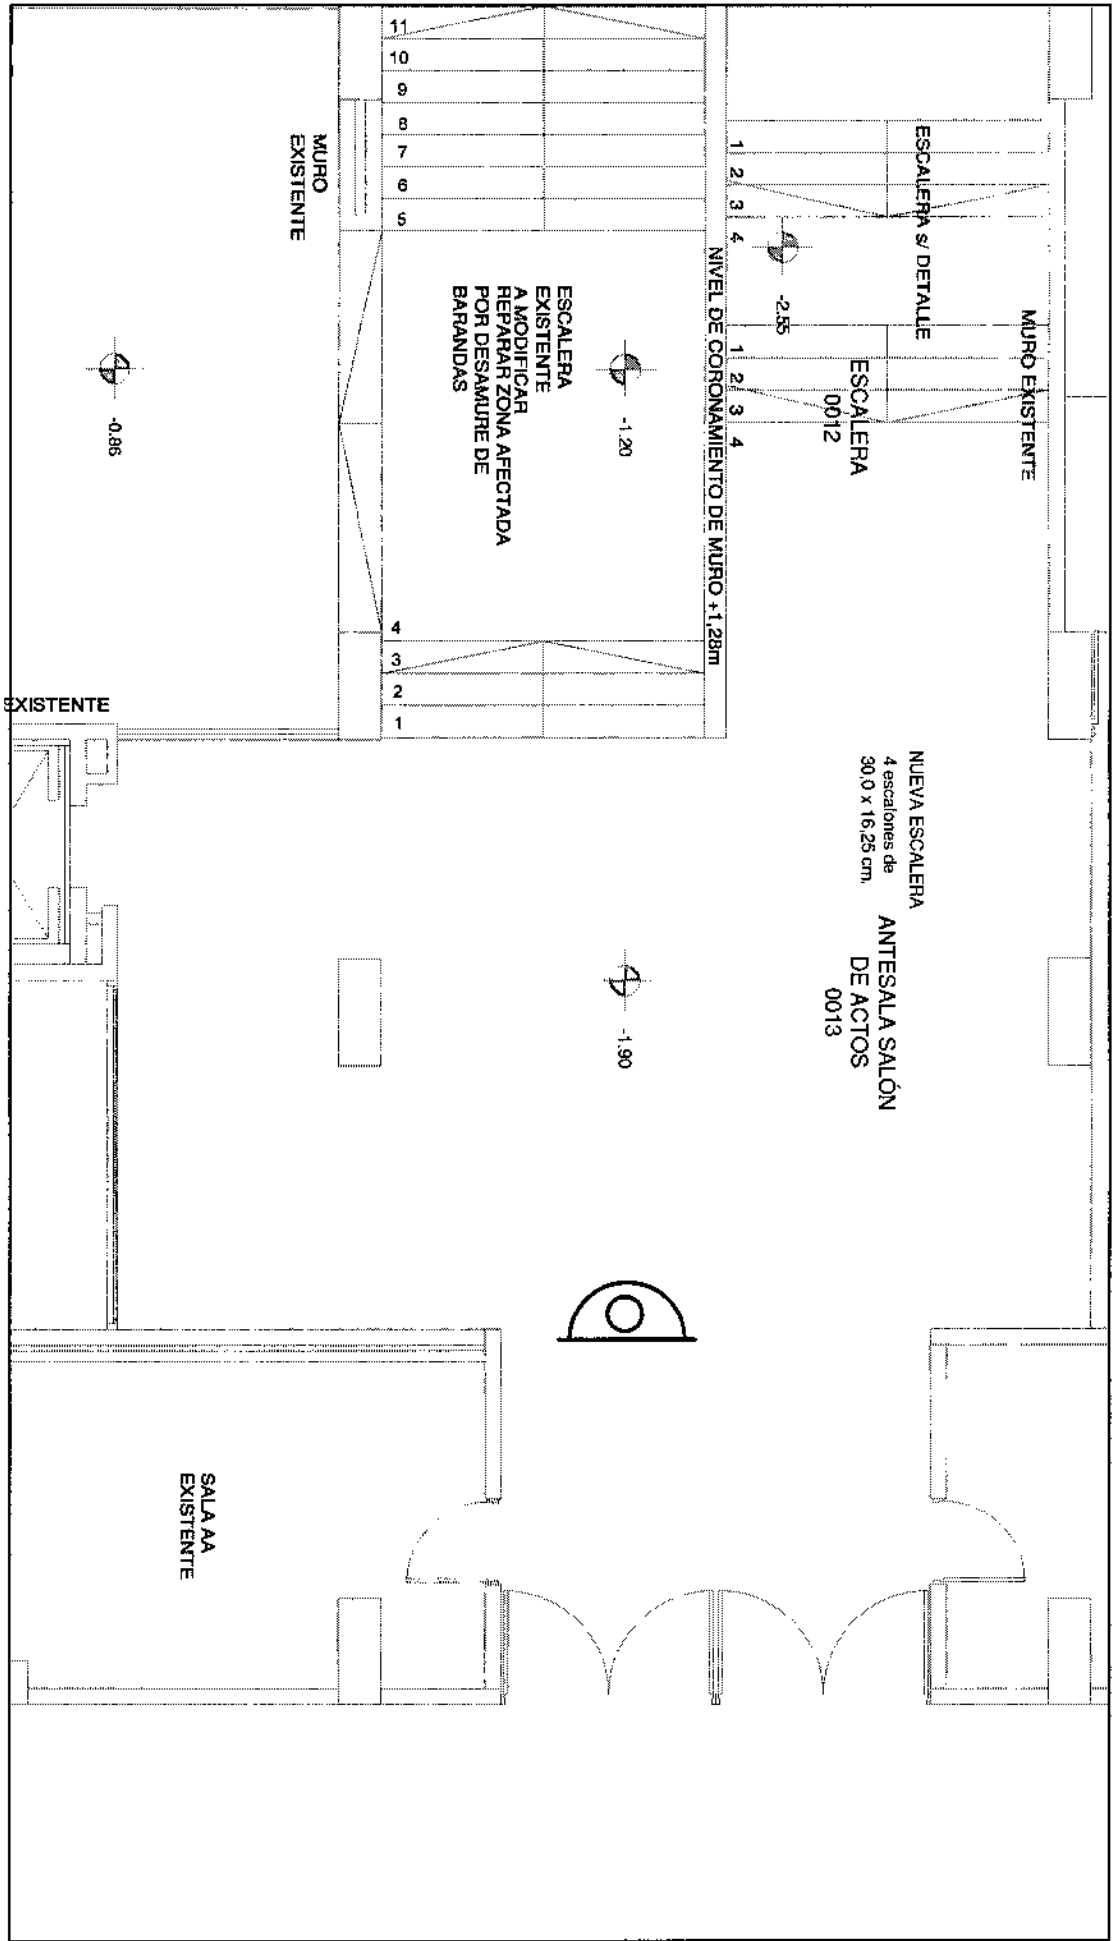 11
10
9
8
7
6
5
MURO
EXISTENTE
1
2
3
4
ESCALERA S/ DETALLE
-2.55
NIVEL DE CORONAMIENTO DE MURO +1,28m
MURO EXISTENTE
1
2
3
4
ESCALERA
0012
ESCALERA
EXISTENTE
A MODIFICAR
REPARAR ZONA AFECTADA
POR DESAMURE DE
BARANDAS
-1.20
-0.86
4
3
2
1
EXISTENTE
NUEVA ESCALERA
4 escalones de
30,0 x 16,25 cm.
ANTESALA SALÓN
DE ACTOS
0013
-1.90
SALA AA
EXISTENTE